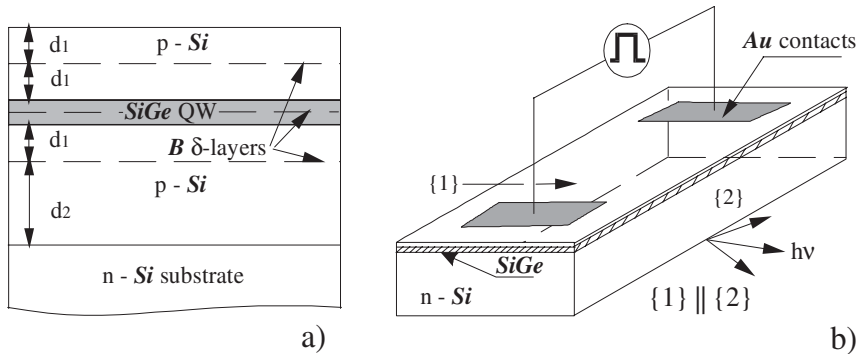 d1
p - Si
d1
SiGe QW
d1
B δ-layers
p - Si
d2
n - Si substrate
a)
Au contacts
{1}
{2}
hν
SiGe
n - Si
{1} || {2}
b)